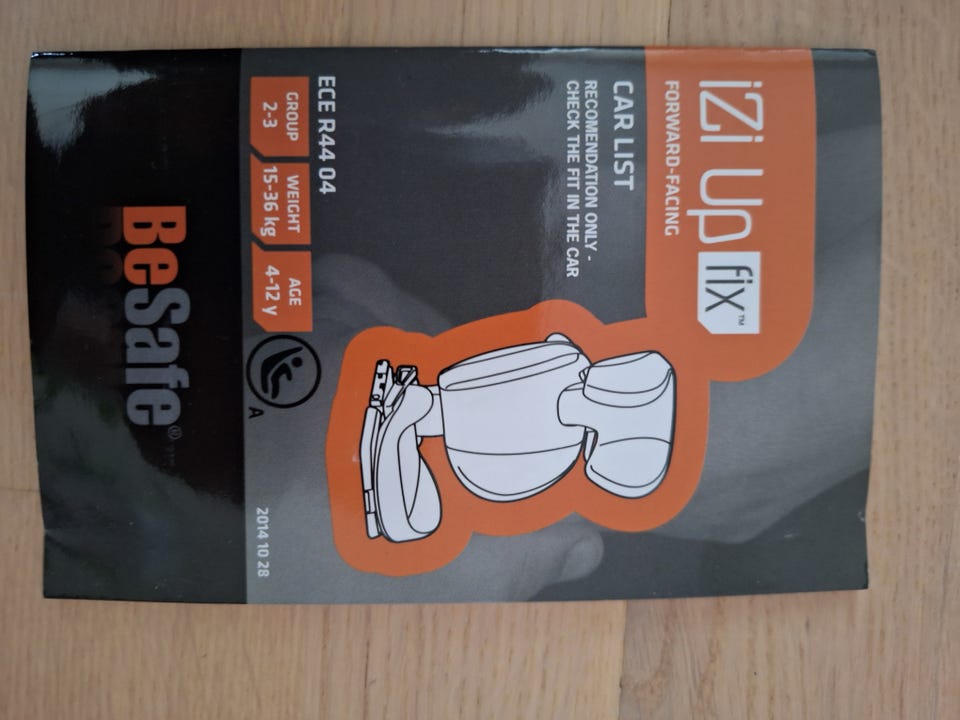 iZi Up fix™
FORWARD-FACING
CAR LIST
RECOMENDATION ONLY -
CHECK THE FIT IN THE CAR
ECE R44 04
GROUP
2-3
WEIGHT
15-36 kg
AGE
4-12 y
A
2014 10 28
BeSafe®